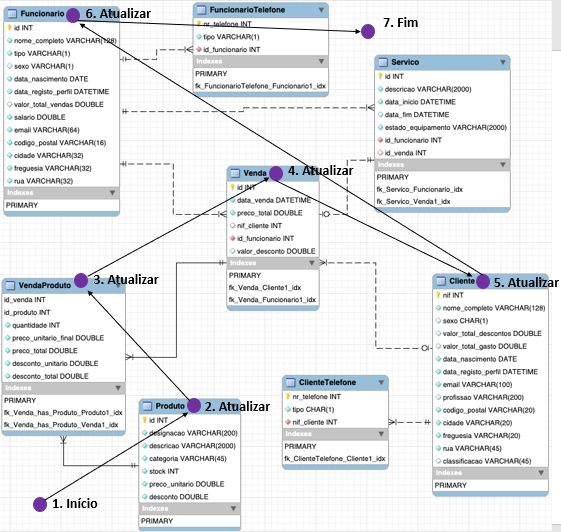 Funcionario
id INT
nome_completo VARCHAR(128)
tipo VARCHAR(1)
sexo VARCHAR(1)
data_nascimento DATE
data_registo_perfil DATETIME
valor_total_vendas DOUBLE
salario DOUBLE
email VARCHAR(64)
codigo_postal VARCHAR(16)
cidade VARCHAR(32)
freguesia VARCHAR(32)
rua VARCHAR(32)
Indexes
PRIMARY
6. Atualizar
FuncionarioTelefone
nr_telefone INT
tipo VARCHAR(1)
id_funcionario INT
Indexes
PRIMARY
fk_FuncionarioTelefone_Funcionario1_idx
7. Fim
Servico
id INT
descricao VARCHAR(2000)
data_inicio DATETIME
data_fim DATETIME
estado_equipamento VARCHAR(2000)
id_funcionario INT
id_venda INT
Indexes
PRIMARY
fk_Servico_Funcionario_idx
fk_Servico_Venda1_idx
Venda
4. Atualizar
id INT
data_venda DATETIME
preco_total DOUBLE
nif_cliente INT
id_funcionario INT
valor_desconto DOUBLE
Indexes
PRIMARY
fk_Venda_Cliente1_idx
fk_Venda_Funcionario1_idx
VendaProduto
3. Atualizar
id_venda INT
id_produto INT
quantidade INT
preco_unitario_final DOUBLE
preco_total DOUBLE
desconto_unitario DOUBLE
desconto_total DOUBLE
Indexes
PRIMARY
fk_Venda_has_Produto_Produto1_idx
fk_Venda_has_Produto_Venda1_idx
Cliente
5. Atualizar
nif INT
nome_completo VARCHAR(128)
sexo CHAR(1)
valor_total_descontos DOUBLE
valor_total_gasto DOUBLE
data_nascimento DATE
data_registo_perfil DATETIME
email VARCHAR(100)
profissao VARCHAR(200)
codigo_postal VARCHAR(20)
cidade VARCHAR(20)
freguesia VARCHAR(20)
rua VARCHAR(45)
classificacao VARCHAR(45)
Indexes
PRIMARY
ClienteTelefone
nr_telefone INT
tipo CHAR(1)
nif_cliente INT
Indexes
PRIMARY
fk_ClienteTelefone_Cliente1_idx
Produto
2. Atualizar
id INT
designacao VARCHAR(200)
descricao VARCHAR(2000)
categoria VARCHAR(45)
stock INT
preco_unitario DOUBLE
desconto DOUBLE
Indexes
PRIMARY
1. Início